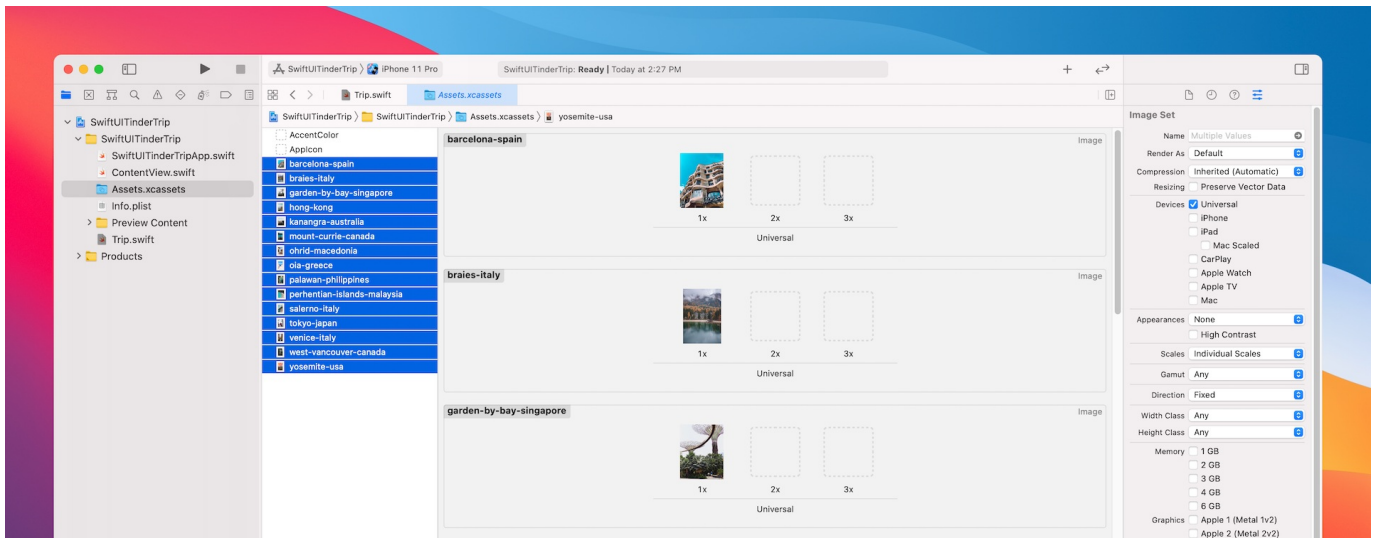 SwiftUITinderTrip 〉 iPhone 11 Pro
SwiftUITinderTrip: Ready | Today at 2:27 PM
Trip.swift
Assets.xcassets
SwiftUITinderTrip 〉 SwiftUITinderTrip 〉 Assets.xcassets 〉 yosemite-usa
SwiftUITinderTrip
SwiftUITinderTrip
SwiftUITinderTripApp.swift
ContentView.swift
Assets.xcassets
Info.plist
Preview Content
Trip.swift
Products
AccentColor
AppIcon
barcelona-spain
braies-italy
garden-by-bay-singapore
hong-kong
kanangra-australia
mount-currie-canada
ohrid-macedonia
oia-greece
palawan-philippines
perhentian-islands-malaysia
salerno-italy
tokyo-japan
venice-italy
west-vancouver-canada
yosemite-usa
barcelona-spain
Image
1x 2x 3x
Universal
braies-italy
Image
1x 2x 3x
Universal
garden-by-bay-singapore
Image
1x 2x 3x
Universal
Image Set
Name Multiple Values
Render As Default
Compression Inherited (Automatic)
Resizing Preserve Vector Data
Devices Universal
iPhone
iPad
Mac Scaled
CarPlay
Apple Watch
Apple TV
Mac
Appearances None
High Contrast
Scales Individual Scales
Gamut Any
Direction Fixed
Width Class Any
Height Class Any
Memory 1 GB
2 GB
3 GB
4 GB
6 GB
Graphics Apple 1 (Metal 1v2)
Apple 2 (Metal 2v2)